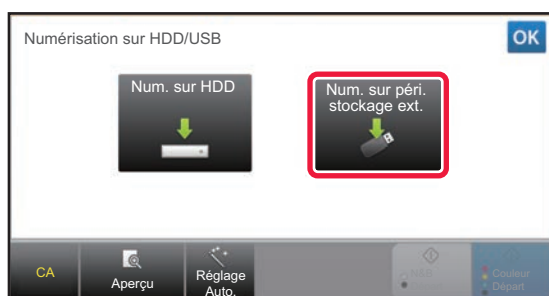 Numérisation sur HDD/USB
OK
Num. sur HDD
Num. sur péri.
stockage ext.
CA
Aperçu
Réglage
Auto.
N&B
Couleur
Départ